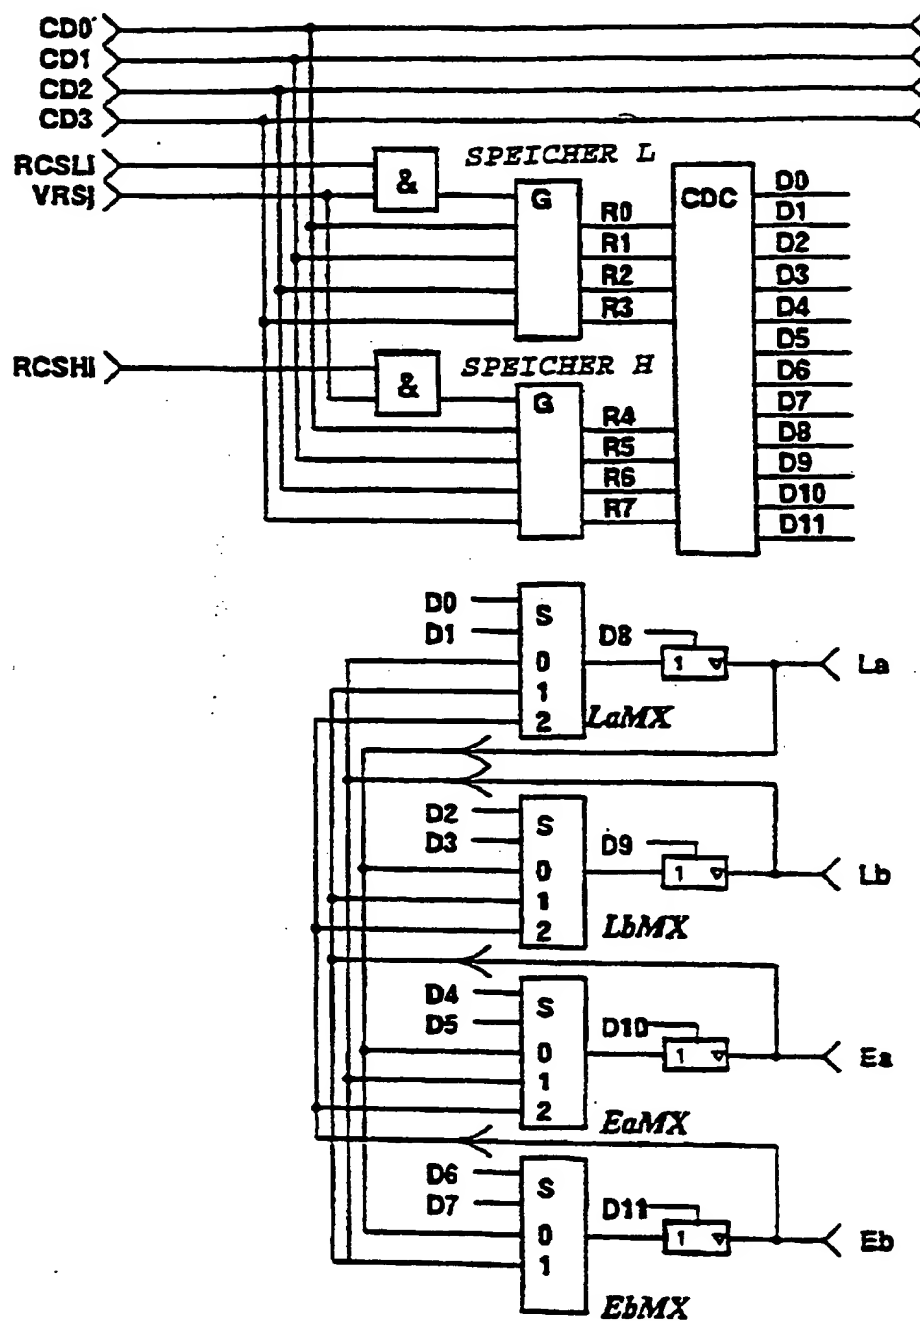 CD0
CD1
CD2
CD3
RCSLi
VRSj
&
SPEICHER L
G
R0
R1
R2
R3
CDC
D0
D1
D2
D3
D4
D5
D6
D7
D8
D9
D10
D11
RCSHi
&
SPEICHER H
G
R4
R5
R6
R7
D0
D1
S
0
1
2
LaMX
D8
1
La
D2
D3
S
0
1
2
LbMX
D9
1
Lb
D4
D5
S
0
1
2
EaMX
D10
1
Ea
D6
D7
S
0
1
EbMX
D11
1
Eb